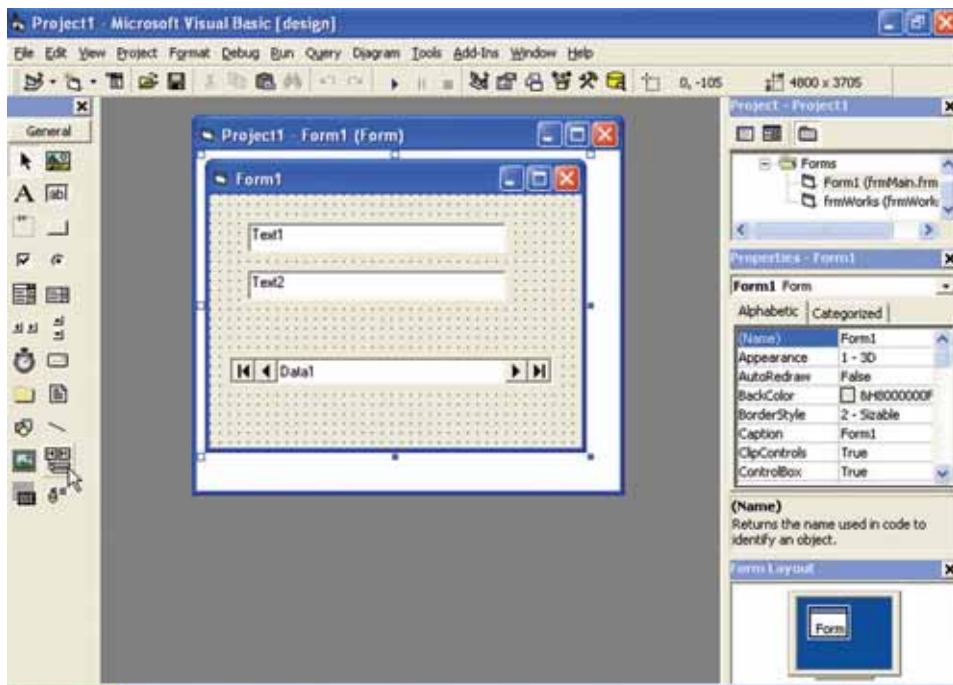 Project1 - Microsoft Visual Basic [design]
File Edit View Project Format Debug Run Query Diagram Tools Add-Ins Window Help
0, -105 4800 x 3705
General
A ab
Project1 - Form1 (Form)
Form1
Text1
Text2
Data1
Project - Project1
Forms
Form1 (frmMain.frm
frmWorks (frmWork
Properties - Form1
Form1 Form
Alphabetic Categorized
(Name) Form1
Appearance 1 - 3D
AutoRedraw False
BackColor &H8000000F
BorderStyle 2 - Sizable
Caption Form1
ClipControls True
ControlBox True
(Name)
Returns the name used in code to
identify an object.
Form Layout
Form